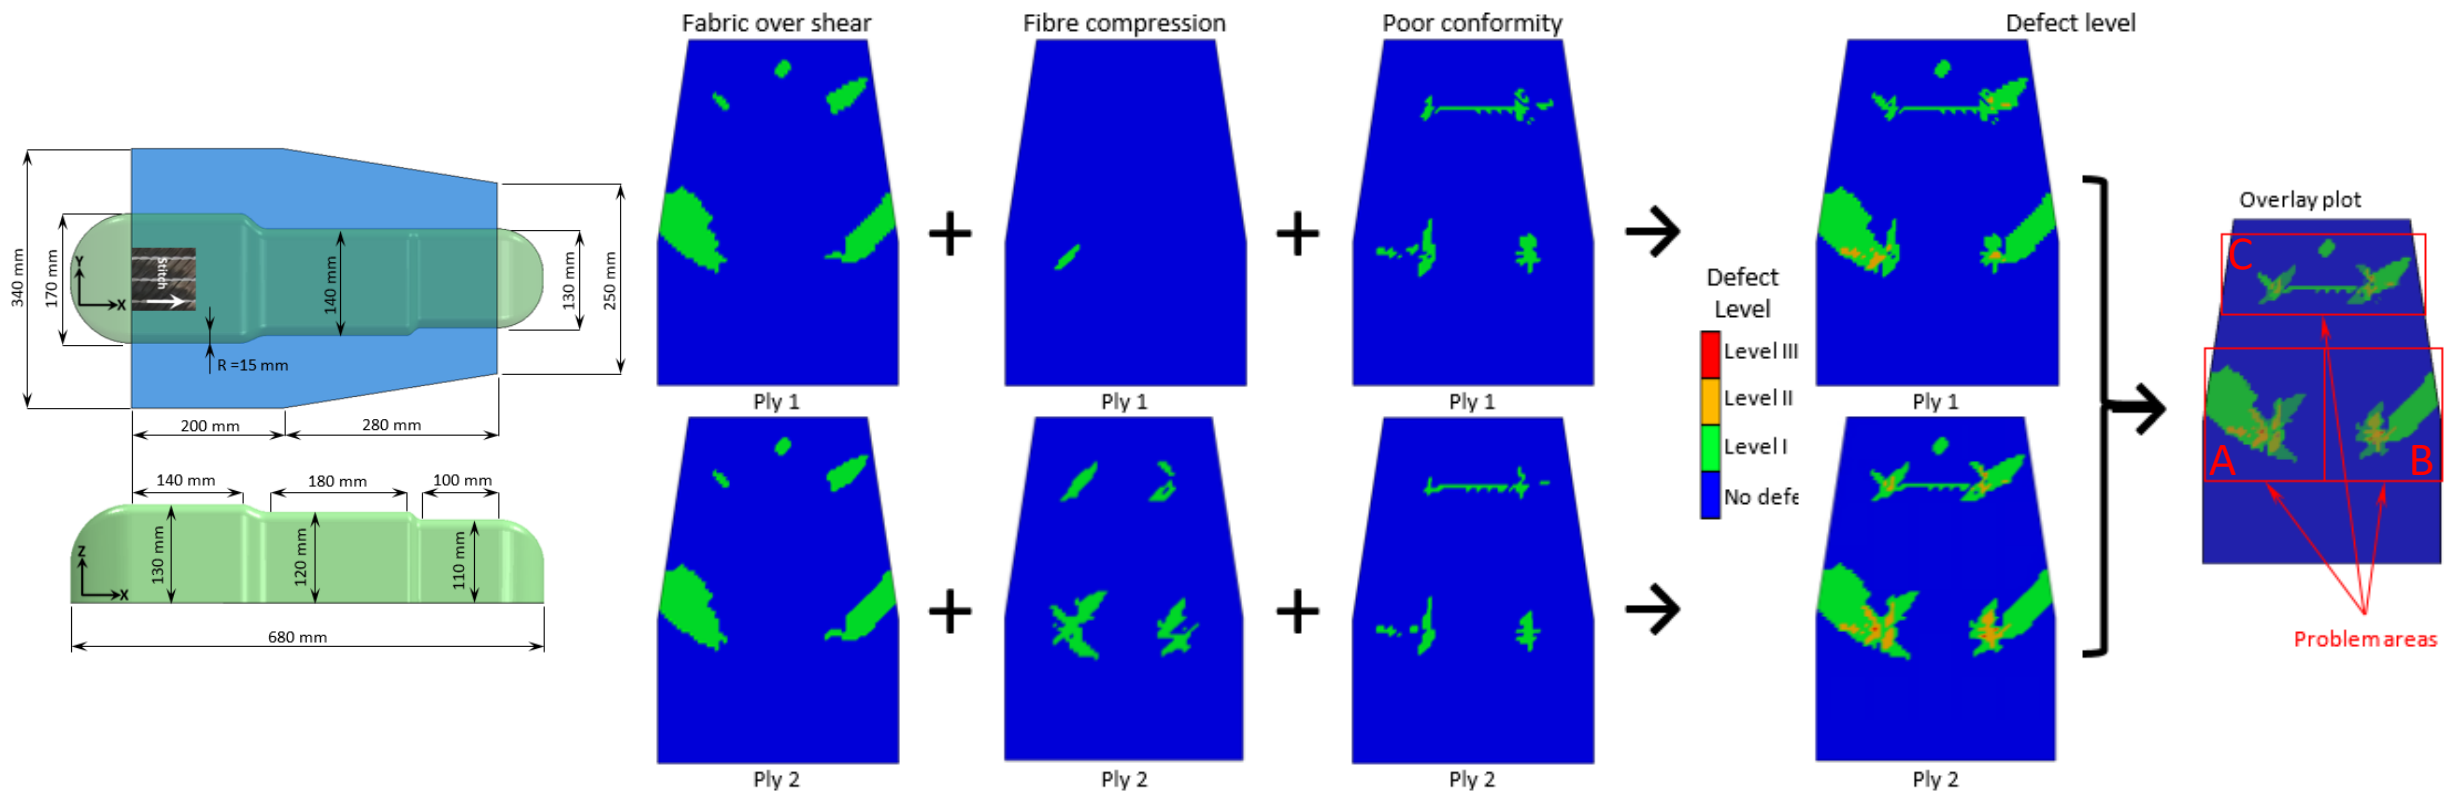 Fabric over shear
Fibre compression
Poor conformity
Defect level
340 mm
170 mm
Y
X
Stitch
R =15 mm
140 mm
130 mm
250 mm
200 mm
280 mm
140 mm
180 mm
100 mm
Z
X
130 mm
120 mm
110 mm
680 mm
Ply 1
Ply 1
Ply 1
Ply 1
Defect
Level
Level III
Level II
Level I
No defe
Ply 2
Ply 2
Ply 2
Ply 2
Overlay plot
C
A
B
Problem areas